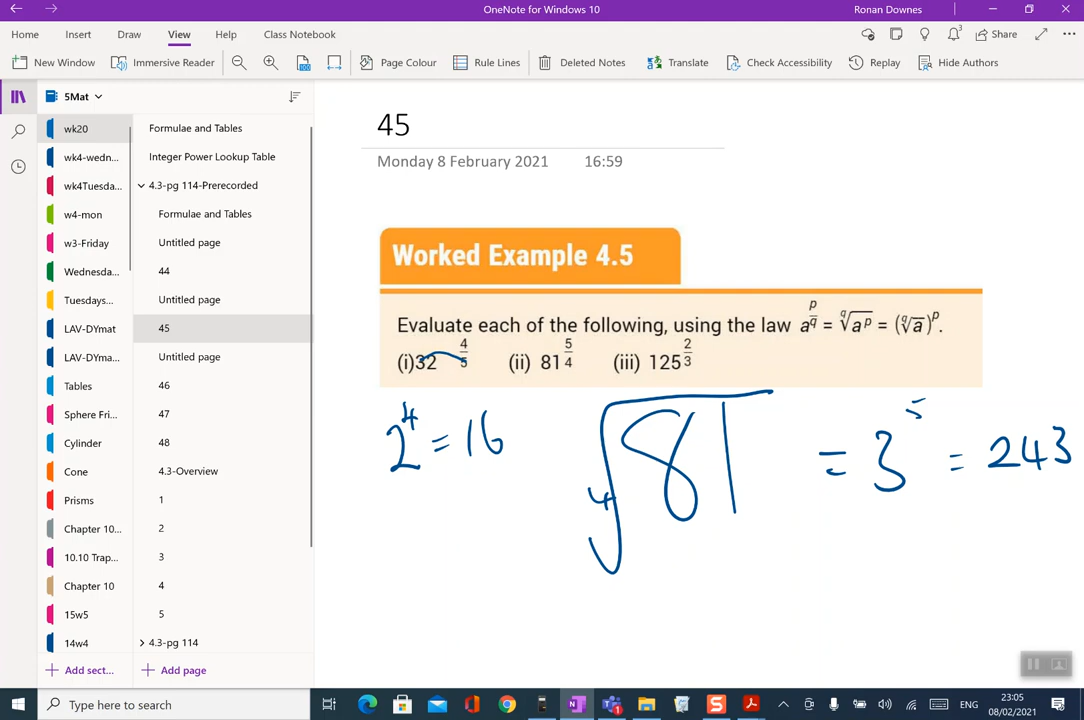 OneNote for Windows 10
Ronan Downes
Home Insert Draw View Help Class Notebook
3 Share
New Window Immersive Reader Page Colour Rule Lines Deleted Notes Translate Check Accessibility Replay Hide Authors
5Mat
wk20
wk4-wedn...
wk4Tuesda...
w4-mon
w3-Friday
Wednesda...
Tuesdays...
LAV-DYmat
LAV-DYma...
Tables
Sphere Fri...
Cylinder
Cone
Prisms
Chapter 10...
10.10 Trap...
Chapter 10
15w5
14w4
Add sect...
Formulae and Tables
Integer Power Lookup Table
4.3-pg 114-Prerecorded
Formulae and Tables
Untitled page
44
Untitled page
45
Untitled page
46
47
48
4.3-Overview
1
2
3
4
5
4.3-pg 114
Add page
45
Monday 8 February 2021 16:59
Worked Example 4.5
Evaluate each of the following, using the law a^(p/q) = ᑫ√(aᵖ) = (ᑫ√a)ᵖ.
(i)32^(4/5) (ii) 81^(5/4) (iii) 125^(2/3)
2⁴ = 16 ⁴√81 = 3⁵ = 243
Type here to search
ENG
23:05
08/02/2021